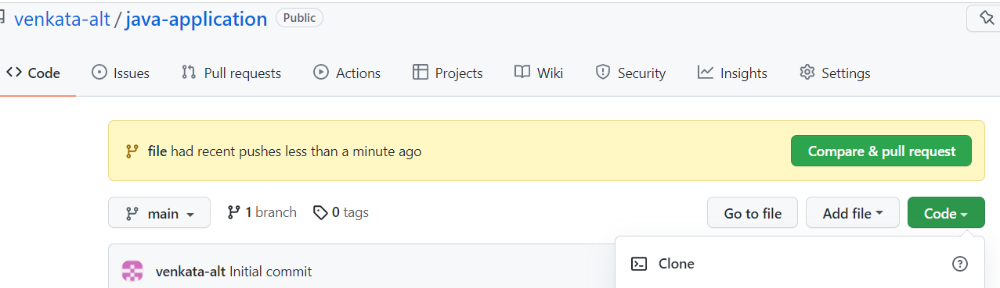 venkata-alt / java-application Public
Code Issues Pull requests Actions Projects Wiki Security Insights Settings
file had recent pushes less than a minute ago Compare & pull request
main 1 branch 0 tags Go to file Add file Code
venkata-alt Initial commit Clone